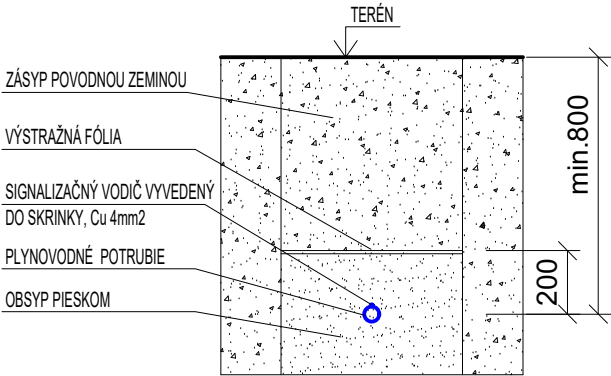 TERÉN
ZÁSYP POVODNOU ZEMINOU
VÝSTRAŽNÁ FÓLIA
SIGNALIZAČNÝ VODIČ VYVEDENÝ
DO SKRINKY, Cu 4mm2
PLYNOVODNÉ POTRUBIE
OBSYP PIESKOM
min.800
200